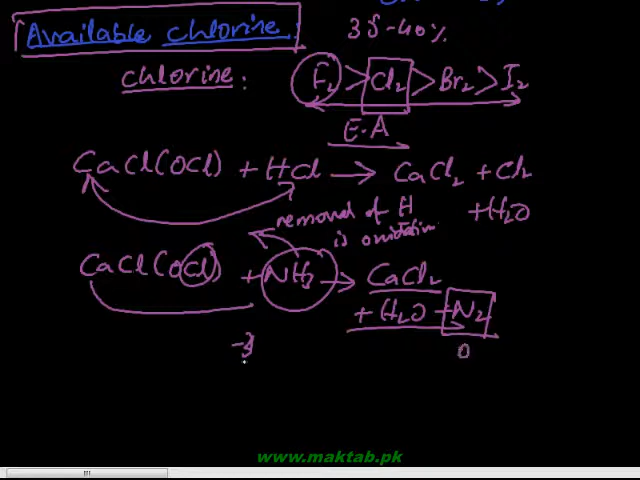 Available chlorine
35-40%
chlorine: F2 > Cl2 > Br2 > I2
E.A
CaCl(OCl) + HCl → CaCl2 + Cl2
+H2O
removal of H
is oxidation
CaCl(OCl) + NH3 → CaCl2
+ H2O + N2
-3
0
www.maktab.pk